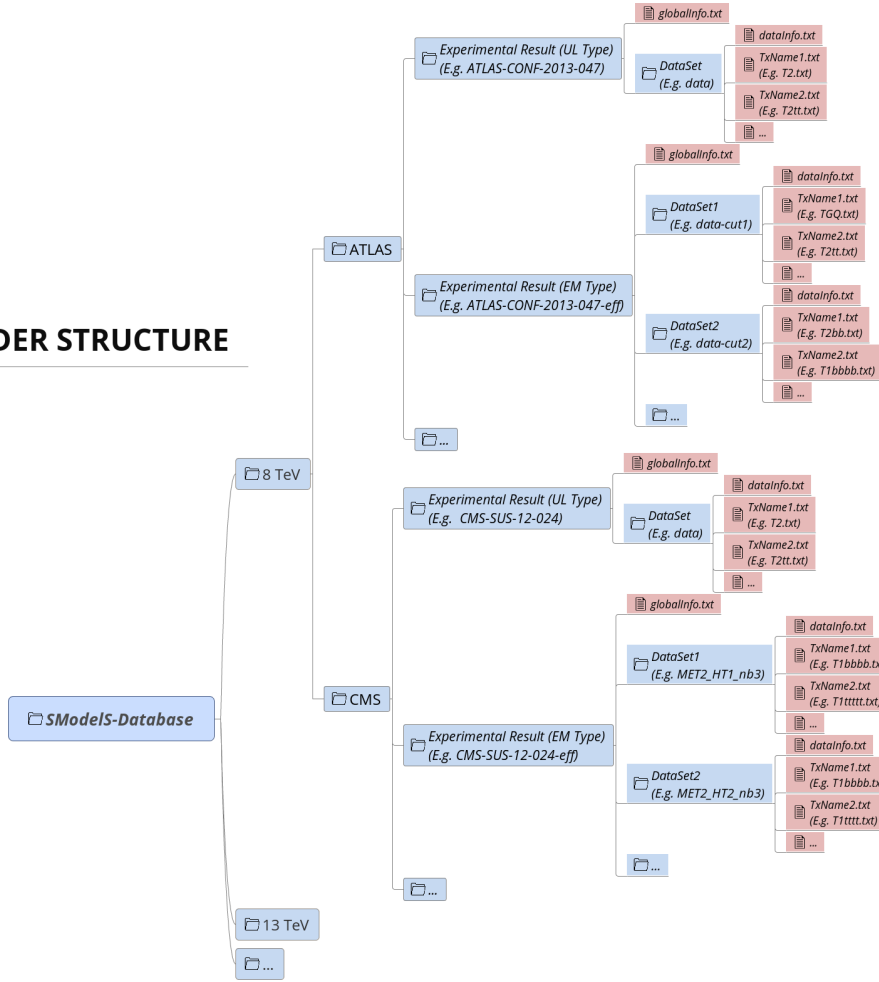 globalInfo.txt
dataInfo.txt
Experimental Result (UL Type)
(E.g. ATLAS-CONF-2013-047)
DataSet
(E.g. data)
TxName1.txt
(E.g. T2.txt)
TxName2.txt
(E.g. T2tt.txt)
...
globalInfo.txt
dataInfo.txt
DataSet1
(E.g. data-cut1)
TxName1.txt
(E.g. TGQ.txt)
TxName2.txt
(E.g. T2tt.txt)
...
ATLAS
Experimental Result (EM Type)
(E.g. ATLAS-CONF-2013-047-eff)
dataInfo.txt
DataSet2
(E.g. data-cut2)
TxName1.txt
(E.g. T2bb.txt)
TxName2.txt
(E.g. T1bbbb.txt)
...
DER STRUCTURE
...
...
8 TeV
globalInfo.txt
dataInfo.txt
Experimental Result (UL Type)
(E.g.  CMS-SUS-12-024)
DataSet
(E.g. data)
TxName1.txt
(E.g. T2.txt)
TxName2.txt
(E.g. T2tt.txt)
...
globalInfo.txt
dataInfo.txt
DataSet1
(E.g. MET2_HT1_nb3)
TxName1.txt
(E.g. T1bbbb.tx
TxName2.txt
(E.g. T1ttttt.txt
...
CMS
SModelS-Database
Experimental Result (EM Type)
(E.g. CMS-SUS-12-024-eff)
dataInfo.txt
DataSet2
(E.g. MET2_HT2_nb3)
TxName1.txt
(E.g. T1bbbb.tx
TxName2.txt
(E.g. T1tttt.txt)
...
...
...
13 TeV
...